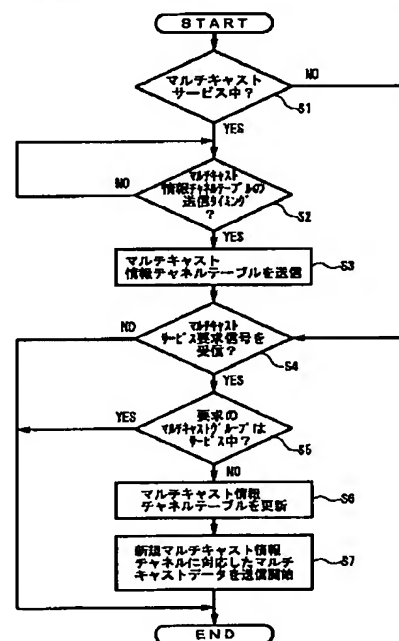 START
マルチキャスト
サービス中?
NO
S1
YES
マルチキャスト
情報チャネルテーブルの
送信タイミング
?
NO
S2
YES
マルチキャスト
情報チャネルテーブルを送信
S3
NO
マルチキャスト
サービス要求信号を
受信?
S4
YES
YES
要求の
マルチキャストグループは
サービス中?
S5
NO
マルチキャスト情報
チャネルテーブルを更新
S6
新規マルチキャスト情報
チャネルに対応したマルチ
キャストデータを送信開始
S7
END